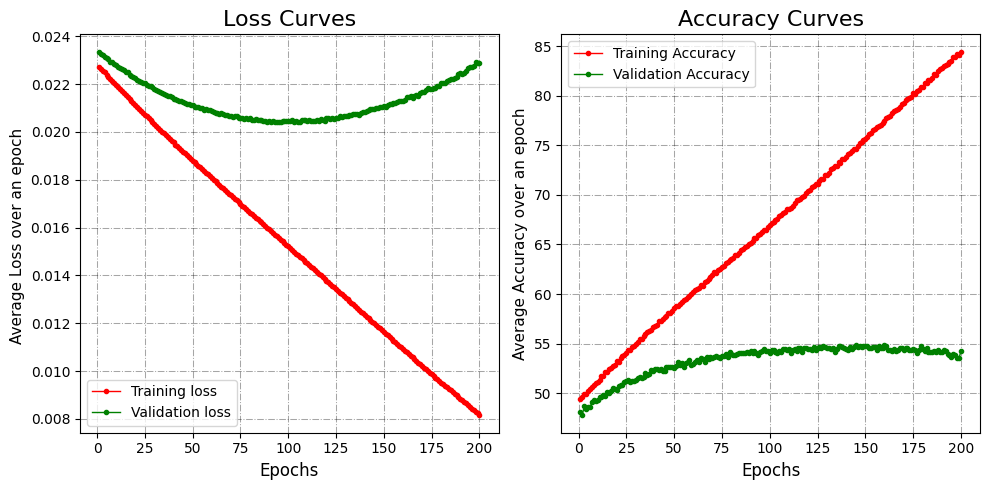 Loss Curves
Average Loss over an epoch
0.024
0.022
0.020
0.018
0.016
0.014
0.012
0.010
0.008
Training loss
Validation loss
0 25 50 75 100 125 150 175 200
Epochs
Accuracy Curves
Average Accuracy over an epoch
85
80
75
70
65
60
55
50
Training Accuracy
Validation Accuracy
0 25 50 75 100 125 150 175 200
Epochs